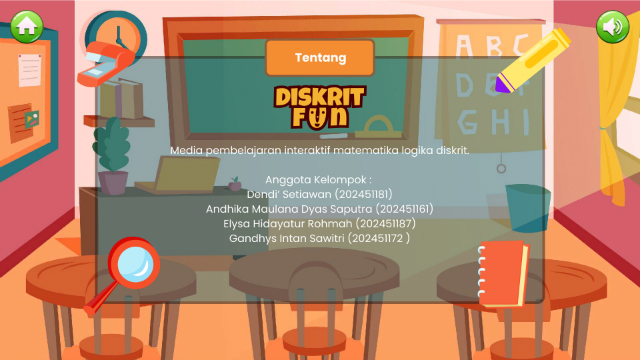 Tentang
A B C
D E F
G H I
DISKRIT
FUN
Media pembelajaran interaktif matematika logika diskrit.
Anggota Kelompok :
Dendi' Setiawan (202451181)
Andhika Maulana Dyas Saputra (202451161)
Elysa Hidayatur Rohmah (202451187)
Gandhys Intan Sawitri (202451172 )